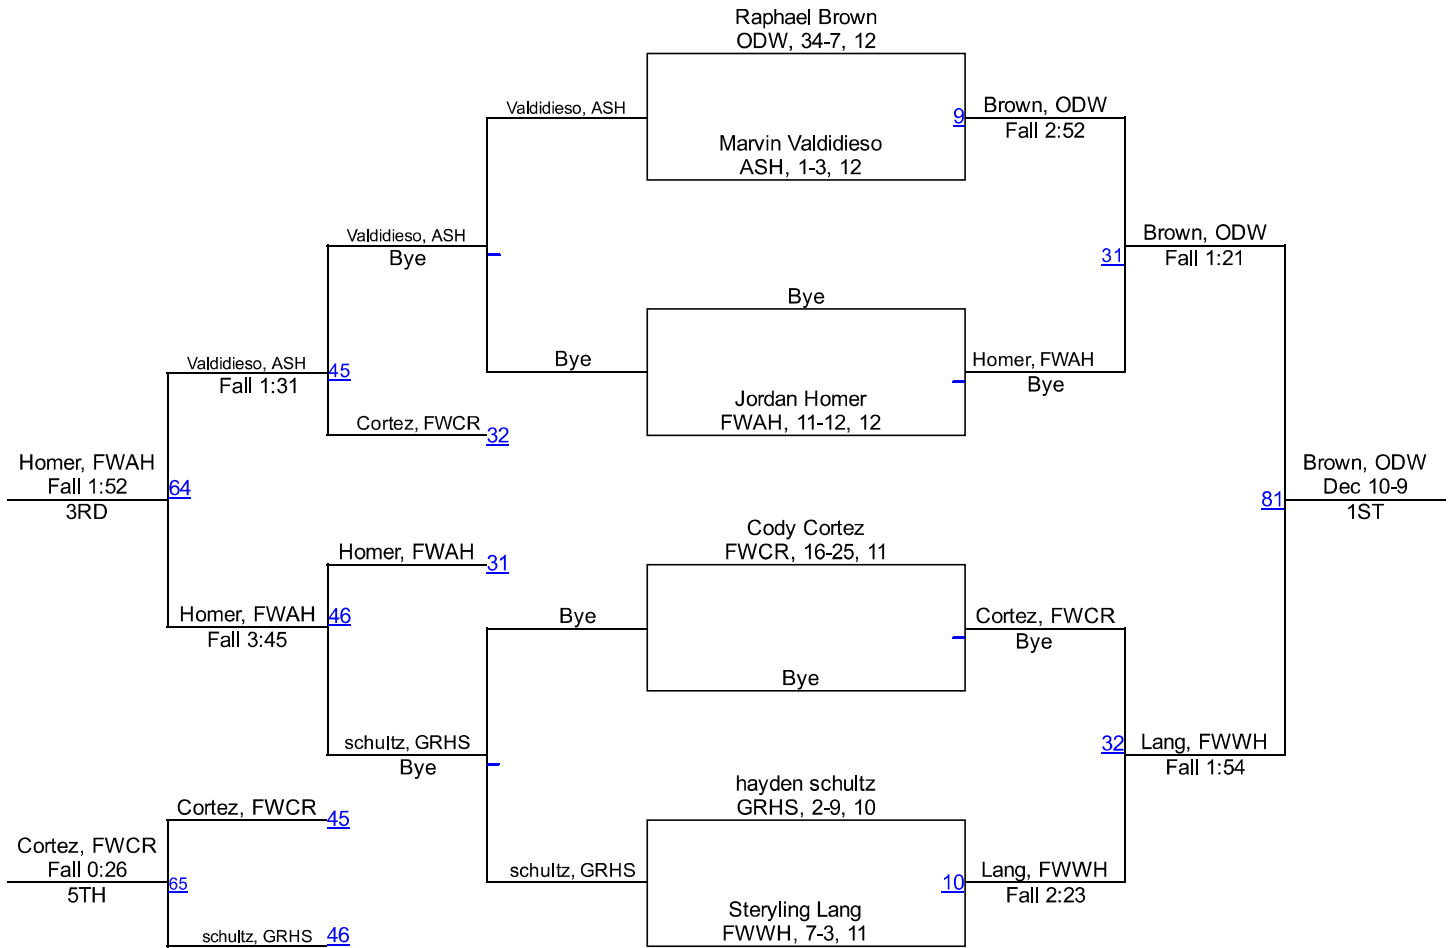 Raphael Brown
ODW, 34-7, 12
Valdidieso, ASH
9
Brown, ODW
Fall 2:52
Marvin Valdidieso
ASH, 1-3, 12
Valdidieso, ASH
Bye
Brown, ODW
31
Fall 1:21
Bye
Valdidieso, ASH
45
Fall 1:31
Bye
Homer, FWAH
Bye
Jordan Homer
FWAH, 11-12, 12
Cortez, FWCR
32
Homer, FWAH
Fall 1:52
64
3RD
Brown, ODW
Dec 10-9
81
1ST
Cody Cortez
FWCR, 16-25, 11
Homer, FWAH
31
Homer, FWAH
46
Fall 3:45
Bye
Cortez, FWCR
Bye
Bye
schultz, GRHS
Bye
32
Lang, FWWH
Fall 1:54
hayden schultz
GRHS, 2-9, 10
Cortez, FWCR
45
Cortez, FWCR
Fall 0:26
65
5TH
schultz, GRHS
10
Lang, FWWH
Fall 2:23
Steryling Lang
FWWH, 7-3, 11
schultz, GRHS
46